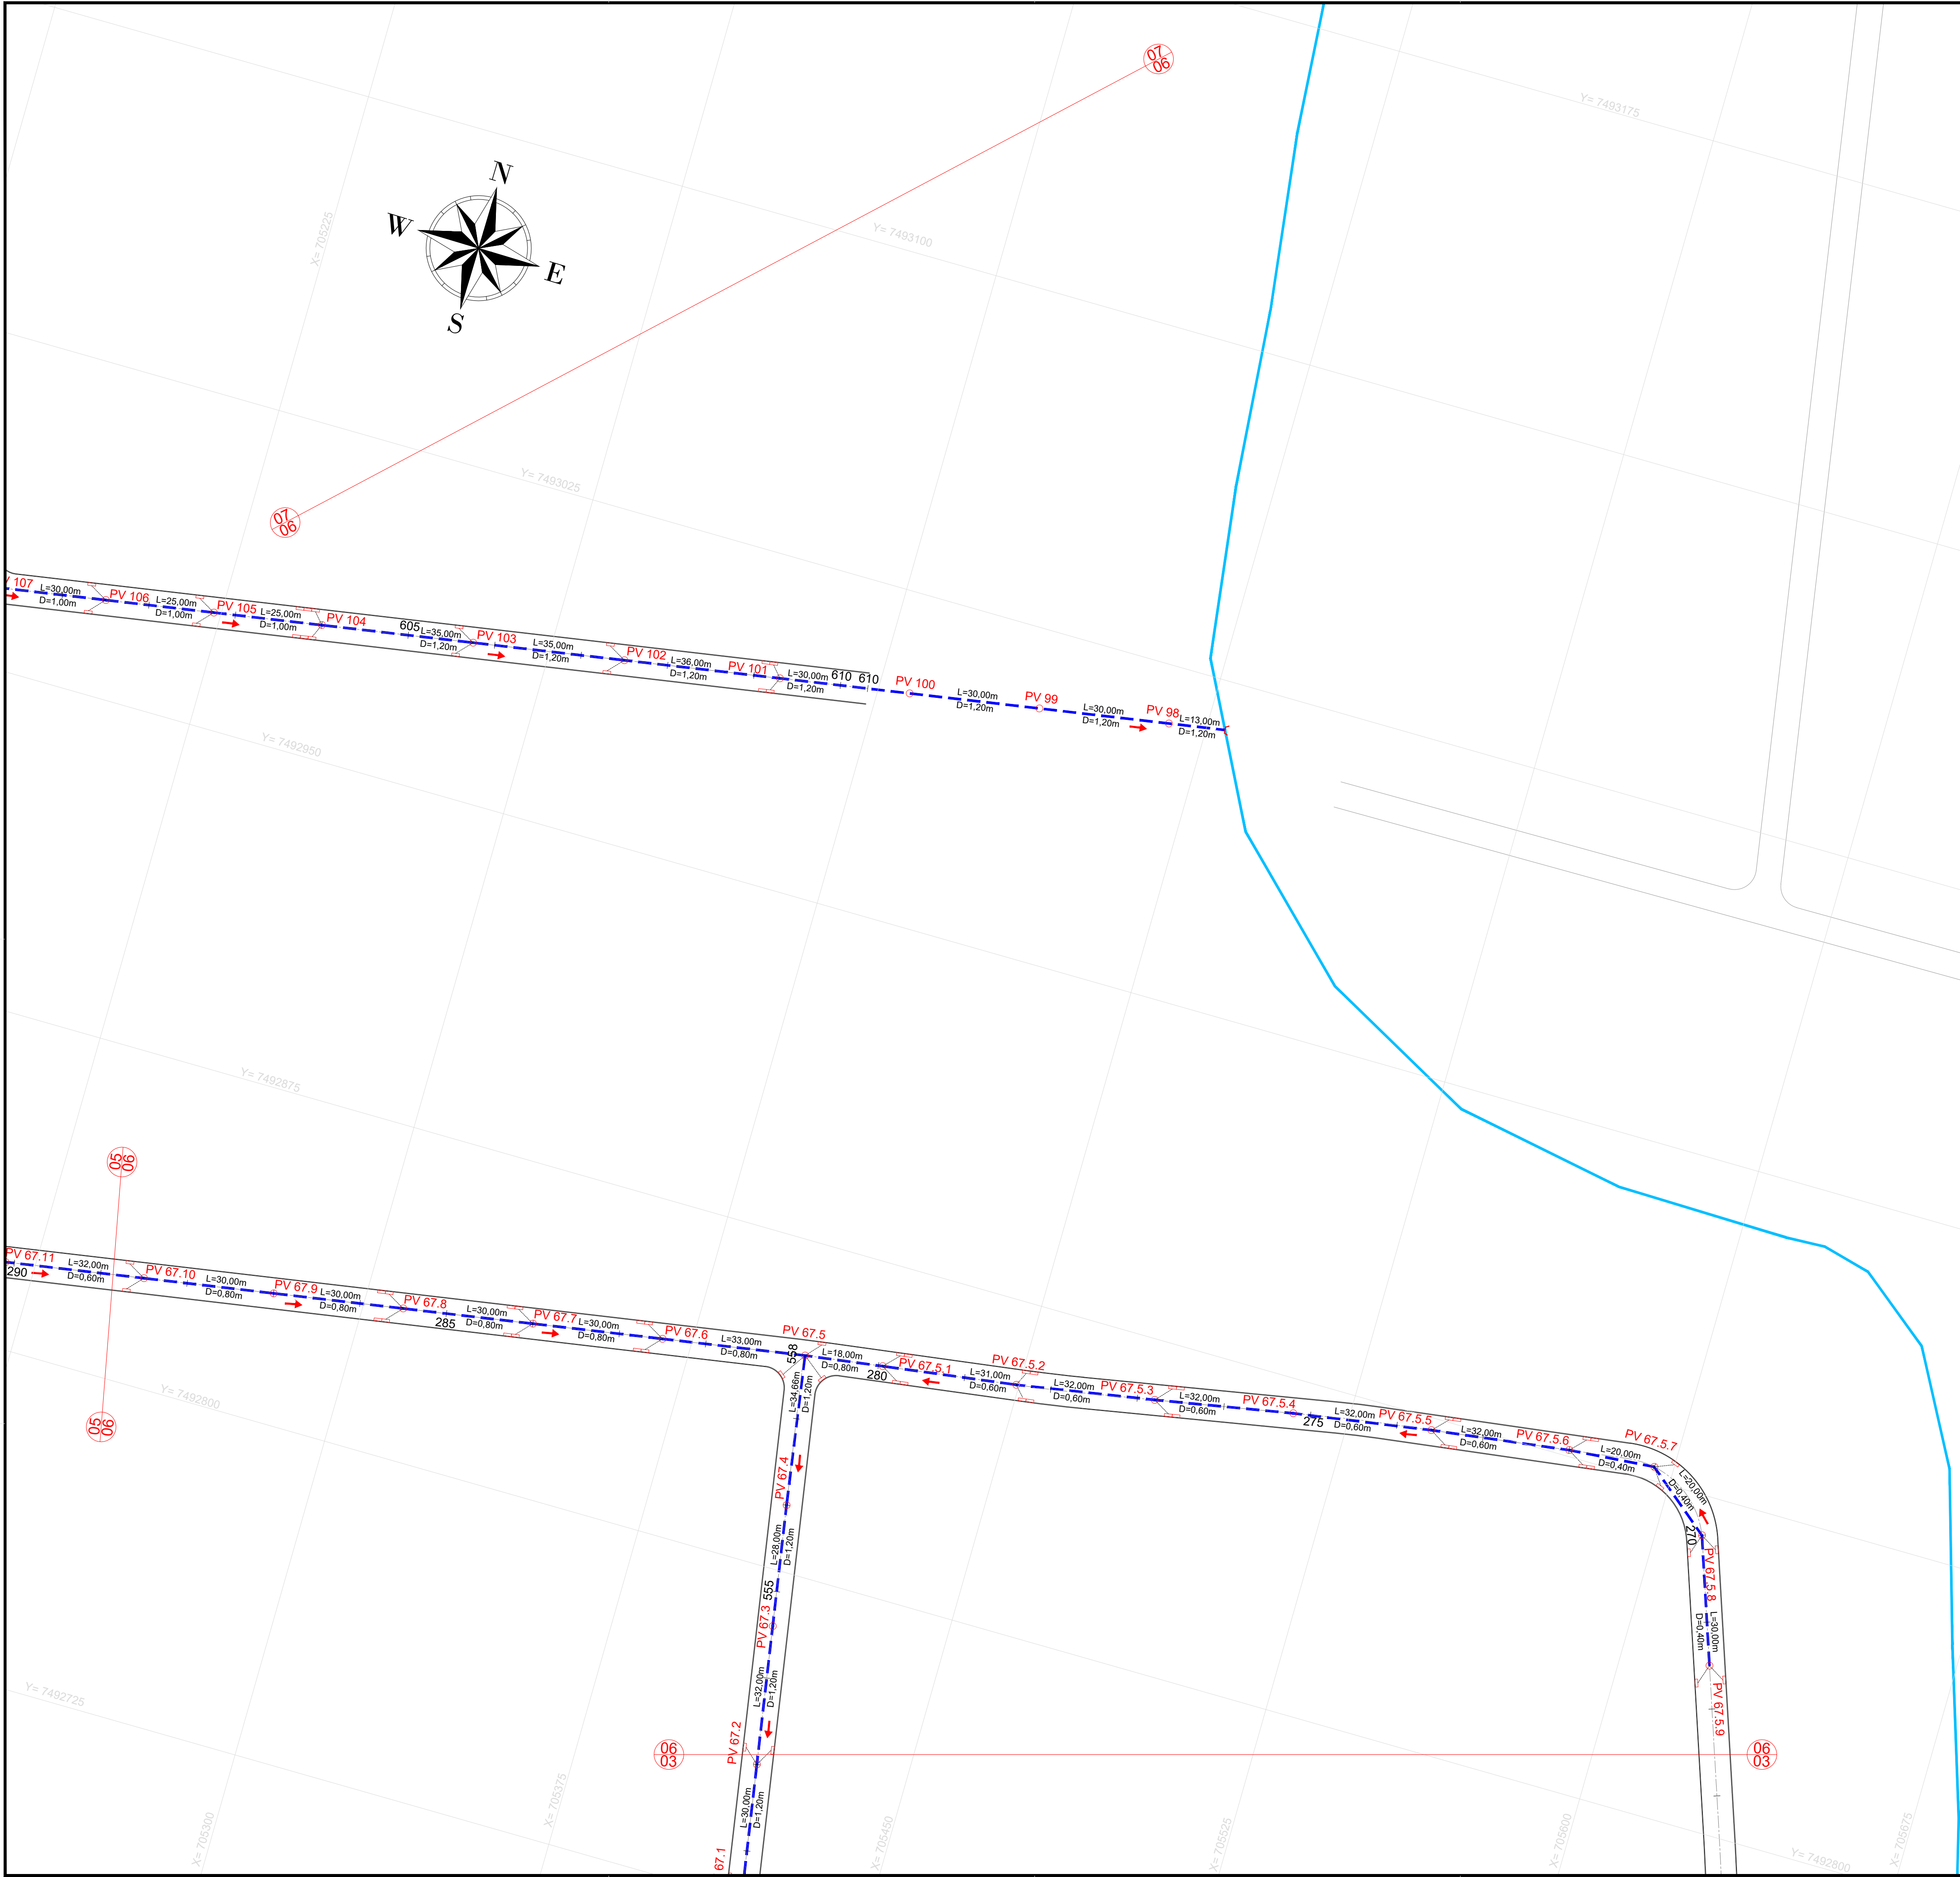 07
06
Y= 7493175
N
W
E
S
X= 705225
Y= 7493100
Y= 7493025
07
06
107
L=30,00m
D=1,00m
PV 106
L=25,00m
D=1,00m
PV 105
L=25,00m
D=1,00m
PV 104
605
L=35,00m
D=1,20m
PV 103
L=35,00m
D=1,20m
PV 102
L=36,00m
D=1,20m
PV 101
L=30,00m
D=1,20m
610
610
PV 100
L=30,00m
D=1,20m
PV 99
L=30,00m
D=1,20m
PV 98
L=13,00m
D=1,20m
Y= 7492950
Y= 7492875
05
06
PV 67.11
290
L=32,00m
D=0,60m
PV 67.10
L=30,00m
D=0,80m
PV 67.9
L=30,00m
D=0,80m
PV 67.8
285
L=30,00m
D=0,80m
PV 67.7
L=30,00m
D=0,80m
PV 67.6
L=33,00m
D=0,80m
PV 67.5
558
L=18,00m
D=0,80m
280
PV 67.5.1
L=31,00m
D=0,60m
PV 67.5.2
L=32,00m
D=0,60m
PV 67.5.3
L=32,00m
D=0,60m
PV 67.5.4
275
L=32,00m
D=0,60m
PV 67.5.5
L=32,00m
D=0,60m
PV 67.5.6
L=20,00m
D=0,40m
PV 67.5.7
L=20,00m
D=0,40m
270
PV 67.5.8
L=30,00m
D=0,40m
PV 67.5.9
Y= 7492800
05
06
L=34,66m
D=1,20m
PV 67.4
L=28,00m
D=1,20m
555
PV 67.3
L=32,00m
D=1,20m
PV 67.2
L=30,00m
D=1,20m
67.1
Y= 7492725
06
03
06
03
X= 705300
X= 705375
X= 705450
X= 705525
X= 705600
Y= 7492800
X= 705675